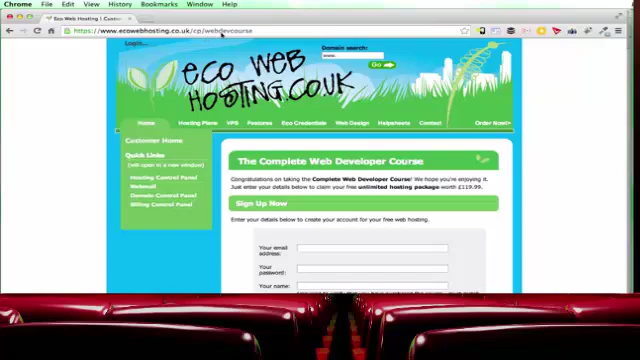 Chrome File Edit View History Bookmarks Window Help
Eco Web Hosting | Custom
https://www.ecowebhosting.co.uk/cp/webdevcourse
Login...
Domain search:
www.
Go
eco web
hosting.co.uk
Home Hosting Plans VPS Features Eco Credentials Web Design Helpsheets Contact Order Now!>
Customer Home
Quick Links
(will open in a new window)
Hosting Control Panel
Webmail
Domain Control Panel
Billing Control Panel
The Complete Web Developer Course
Congratulations on taking the Complete Web Developer Course! We hope you're enjoying it.
Just enter your details below to claim your free unlimited hosting package worth £119.99.
Sign Up Now
Enter your details below to create your account for your free web hosting.
Your email
address:
Your
password:
Your name: